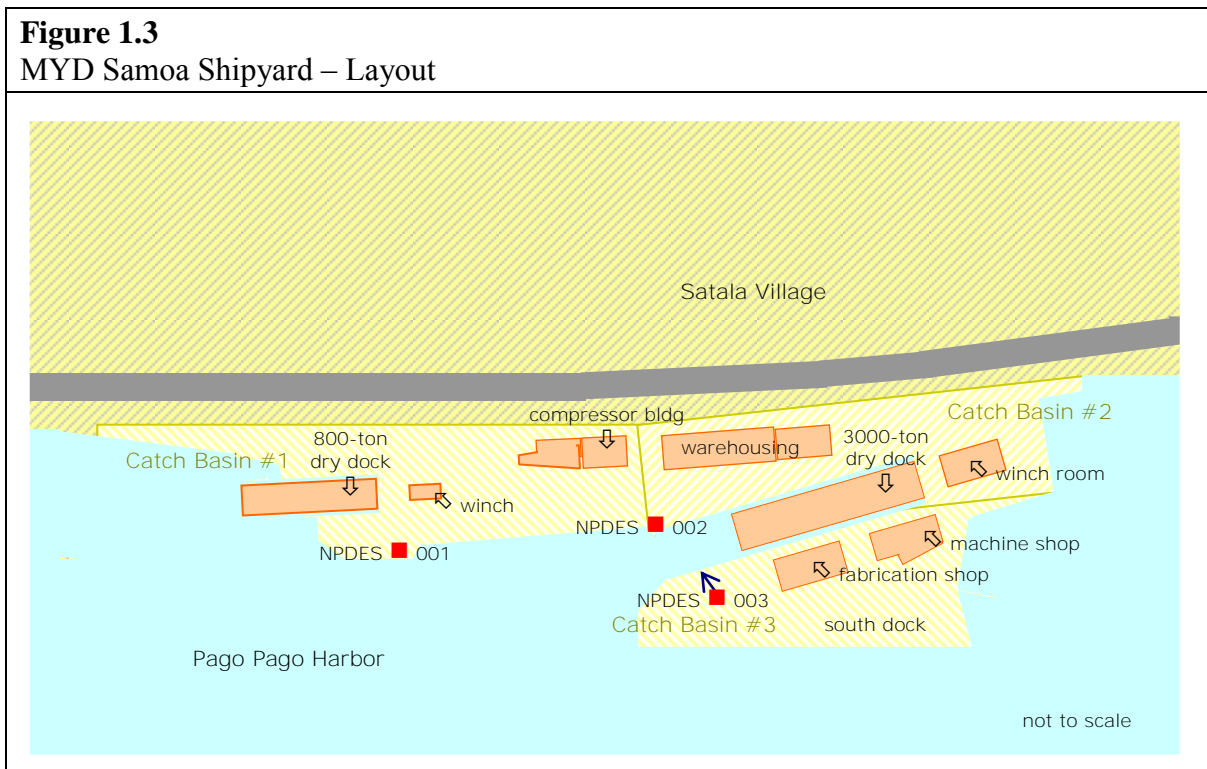 Figure 1.3
MYD Samoa Shipyard – Layout
Satala Village
compressor bldg
Catch Basin #2
800-ton
dry dock
3000-ton
dry dock
warehousing
Catch Basin #1
winch room
winch
NPDES 002
NPDES 001
machine shop
fabrication shop
NPDES 003
Catch Basin #3
south dock
Pago Pago Harbor
not to scale